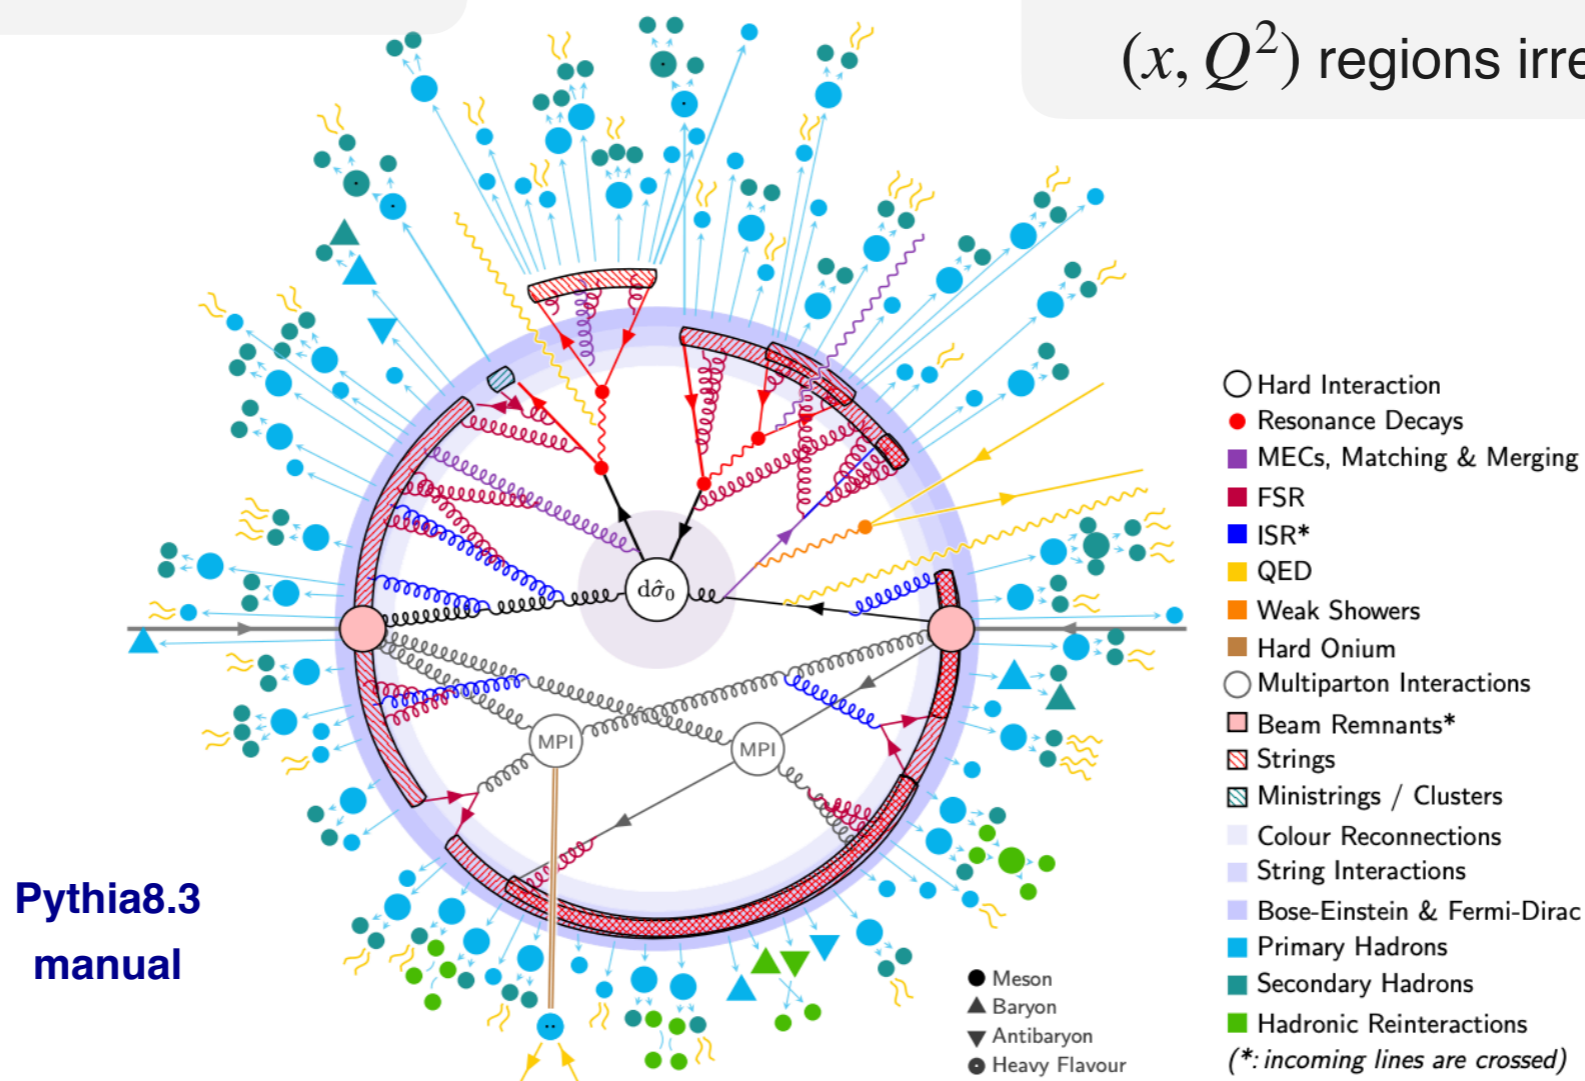 (x, Q²) regions irre
dσ̂₀
MPI
MPI
Pythia8.3
manual
Hard Interaction
Resonance Decays
MECs, Matching & Merging
FSR
ISR*
QED
Weak Showers
Hard Onium
Multiparton Interactions
Beam Remnants*
Strings
Ministrings / Clusters
Colour Reconnections
String Interactions
Bose-Einstein & Fermi-Dirac
Primary Hadrons
Secondary Hadrons
Hadronic Reinteractions
(*: incoming lines are crossed)
Meson
Baryon
Antibaryon
Heavy Flavour